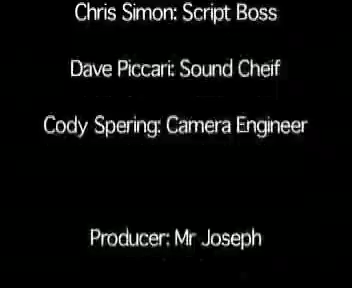 Chris Simon: Script Boss
Dave Piccari: Sound Cheif
Cody Spering: Camera Engineer
Producer: Mr Joseph